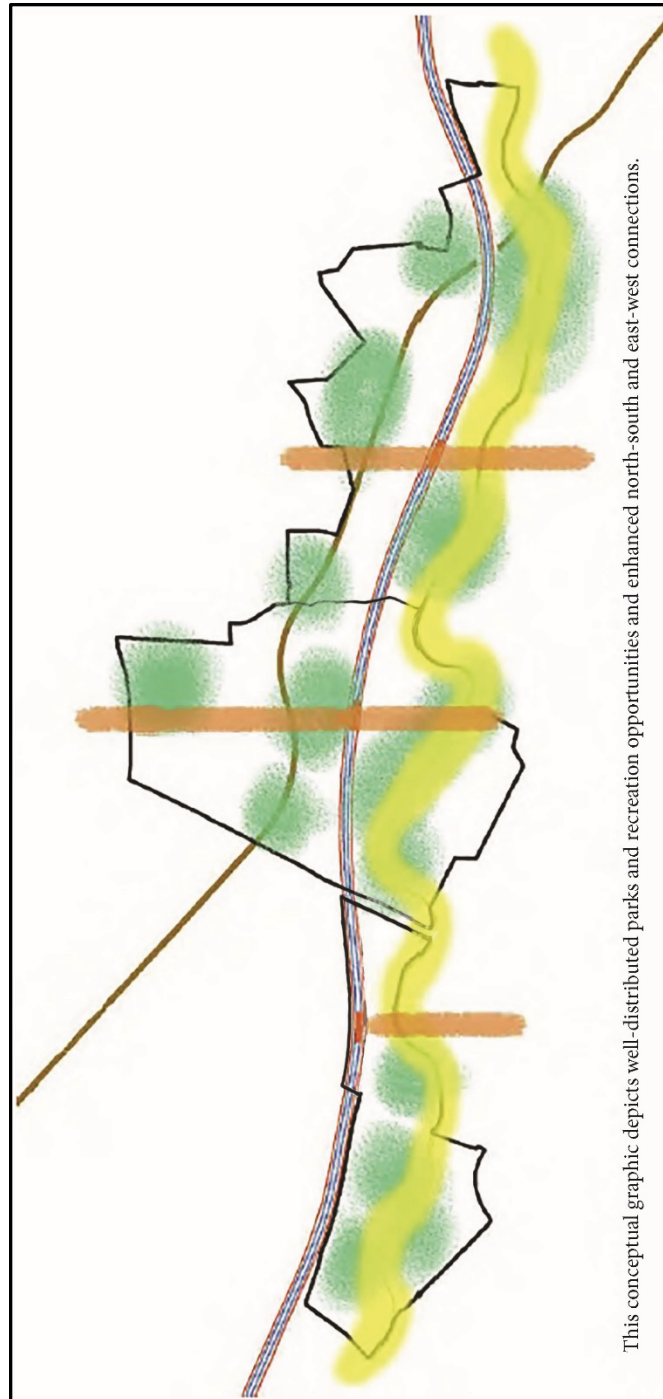 This conceptual graphic depicts well-distributed parks and recreation opportunities and enhanced north-south and east-west connections.